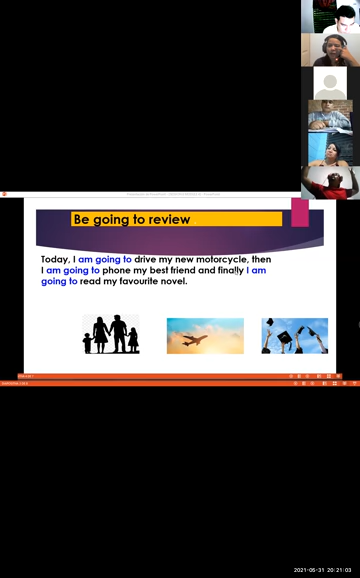 Be going to review
Today, I am going to drive my new motorcycle, then
I am going to phone my best friend and finally I am
going to read my favourite novel.
2021-05-31 20:21:03